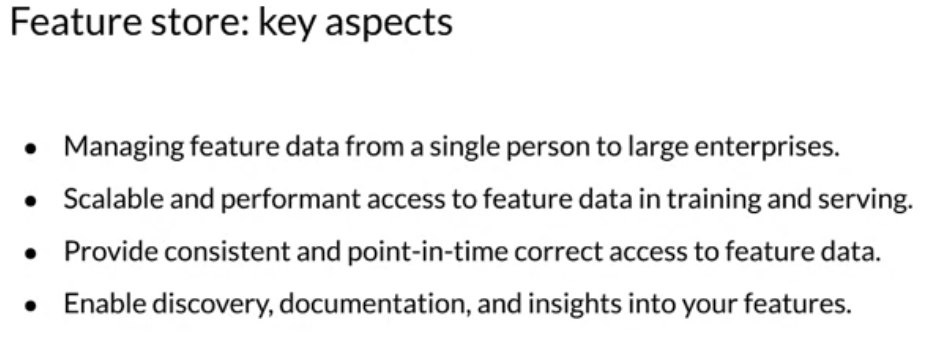 Feature store: key aspects
● Managing feature data from a single person to large enterprises.
● Scalable and performant access to feature data in training and serving.
● Provide consistent and point-in-time correct access to feature data.
● Enable discovery, documentation, and insights into your features.